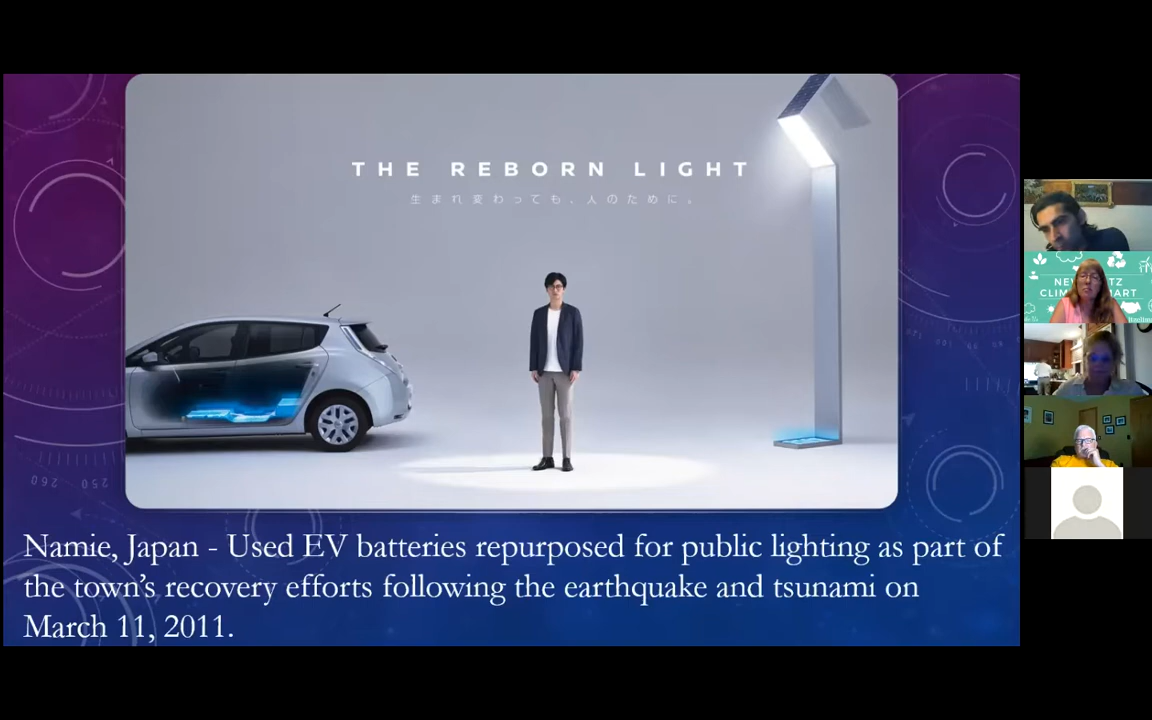 THE REBORN LIGHT
生まれ変わっても、人のために。
Namie, Japan - Used EV batteries repurposed for public lighting as part of
the town's recovery efforts following the earthquake and tsunami on
March 11, 2011.
260 250